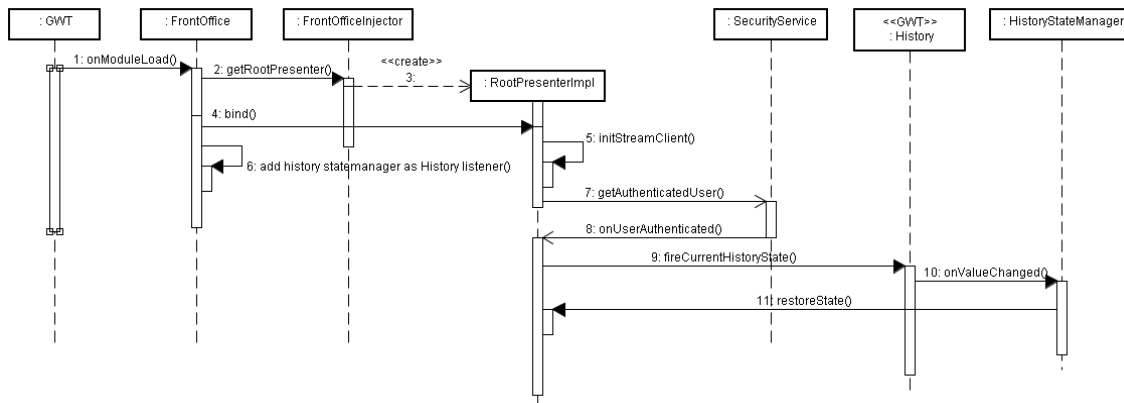 : GWT
: FrontOffice
: FrontOfficeInjector
: SecurityService
<<GWT>>
: History
: HistoryStateManager
1: onModuleLoad()
2: getRootPresenter()
<<create>>
3:
: RootPresenterImpl
4: bind()
5: initStreamClient()
6: add history statemanager as History listener()
7: getAuthenticatedUser()
8: onUserAuthenticated()
9: fireCurrentHistoryState()
10: onValueChanged()
11: restoreState()